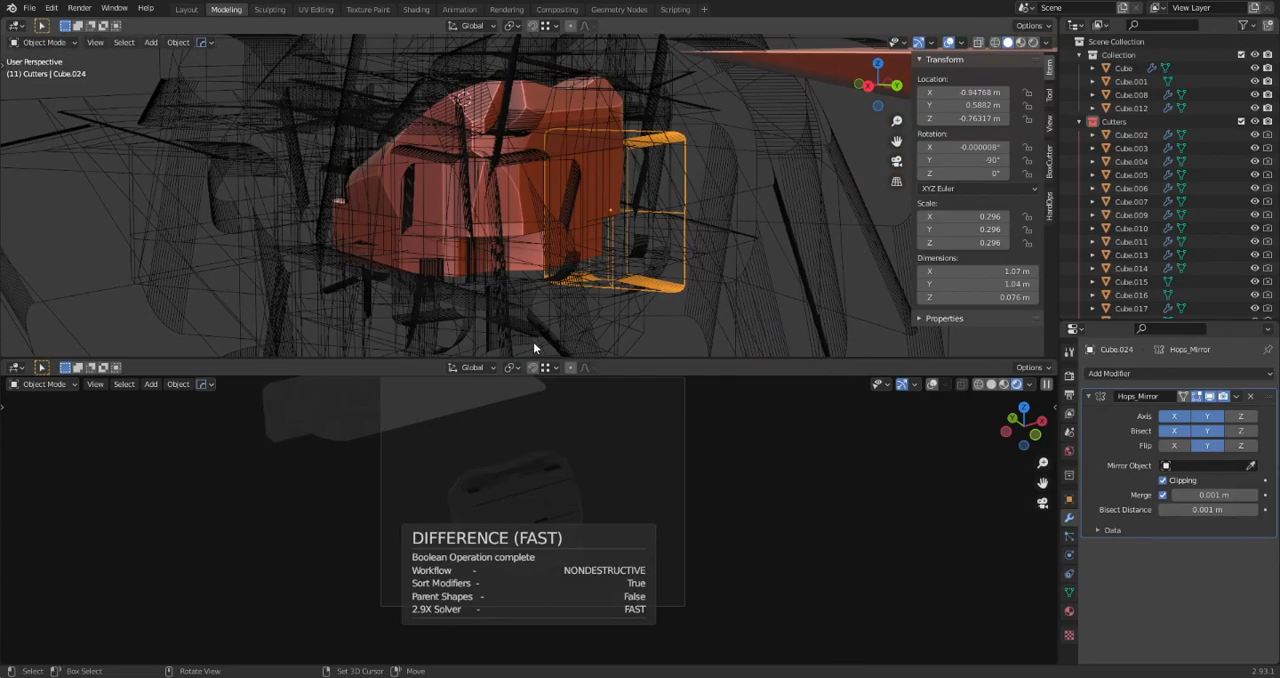 File Edit Render Window Help Layout Modeling Sculpting UV Editing Texture Paint Shading Animation Rendering Compositing Geometry Nodes Scripting + Scene View Layer
Global Options
Object Mode View Select Add Object
User Perspective
(11) Cutters | Cube.024
Transform
Location:
X -0.94768 m
Y 0.5882 m
Z -0.76317 m
Rotation:
X -0.000008°
Y -90°
Z 0°
XYZ Euler
Scale:
X 0.296
Y 0.296
Z 0.296
Dimensions:
X 1.07 m
Y 1.04 m
Z 0.076 m
Properties
Item
Tool
View
BoxCutter
HardOps
X
Y
Z
Scene Collection
Collection
Cube
Cube.001
Cube.008
Cube.012
Cutters
Cube.002
Cube.003
Cube.004
Cube.005
Cube.006
Cube.007
Cube.009
Cube.010
Cube.011
Cube.013
Cube.014
Cube.015
Cube.016
Cube.017
Cube.024 Hops_Mirror
Add Modifier
Hops_Mirror
Axis X Y Z
Bisect X Y Z
Flip X Y Z
Mirror Object
Clipping
Merge 0.001 m
Bisect Distance 0.001 m
Data
Global Options
Object Mode View Select Add Object
Z
Y
X
DIFFERENCE (FAST)
Boolean Operation complete
Workflow - NONDESTRUCTIVE
Sort Modifiers - True
Parent Shapes - False
2.9X Solver - FAST
Select Box Select Rotate View Set 3D Cursor Move 2.93.1